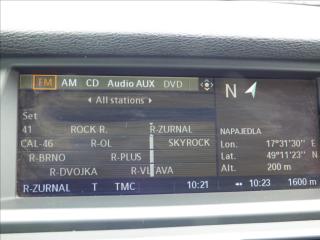 FM AM CD Audio AUX DVD
All stations
Set
41 ROCK R. R-ZURNAL
CAL-46 R-OL SKYROCK
R-BRNO R-PLUS
R-DVOJKA R-VLTAVA
R-ZURNAL T TMC 10:21
N
NAPAJEDLA
Lon. 17°31'30"
Lat. 49°11'23"
Alt. 200 m
10:23 1600 m